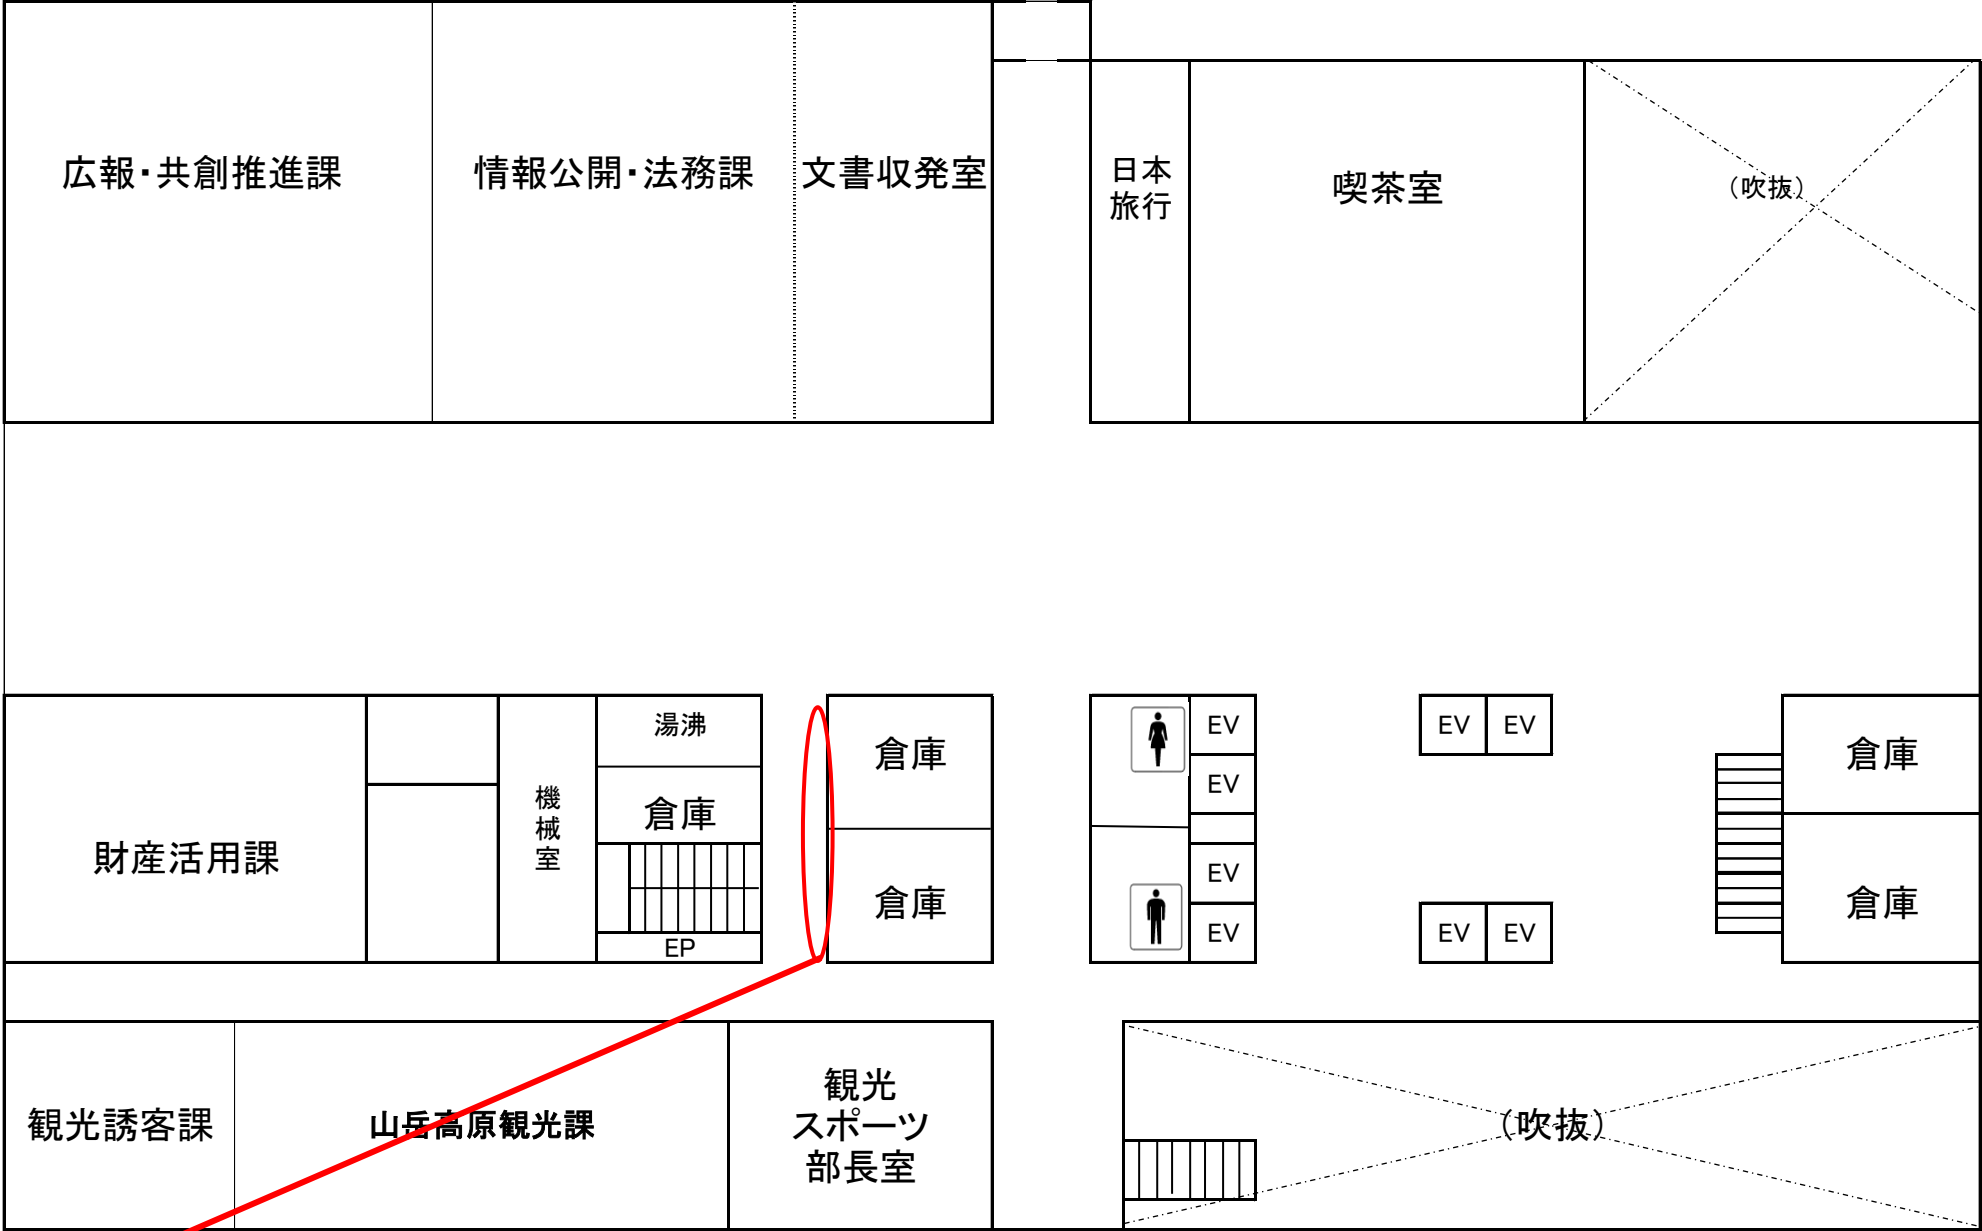 広報・共創推進課
情報公開・法務課
文書収発室
日本
旅行
喫茶室
（吹抜）
湯沸
倉庫
EV
EV
EV
倉庫
EV
機
械
室
倉庫
財産活用課
倉庫
EV
倉庫
EP
EV
EV
EV
観光誘客課
山岳高原観光課
観光
スポーツ
部長室
（吹抜）